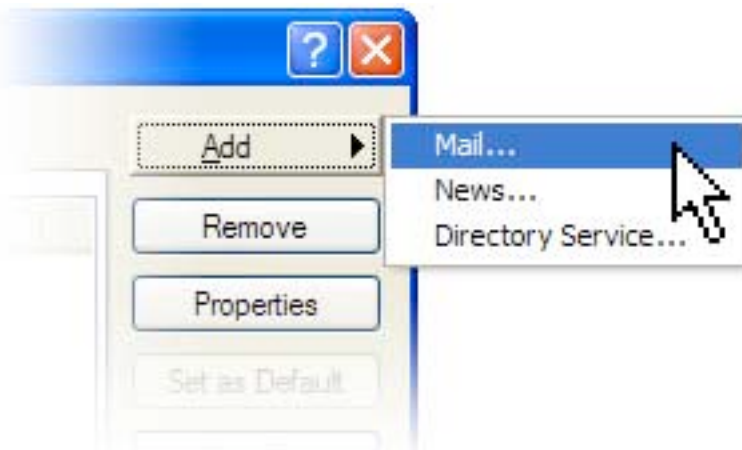 ?
Add
Mail...
News...
Directory Service...
Remove
Properties
Set as Default